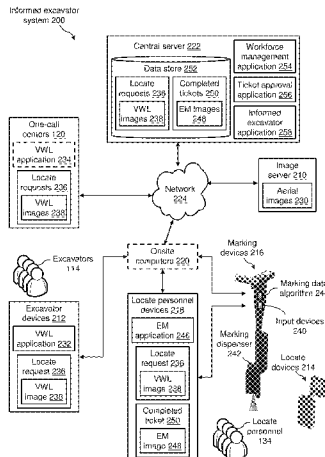 Informed excavator
system 200
Central server 222
Data store 252
Locate
requests 236
VWL
images 238
Completed
tickets 250
EM images
248
Workforce
management
application 254
Ticket approval
application 256
Informed
excavator
application 258
One-call
centers 120
VWL
application 234
Locate
requests 236
VWL
images 238
Network
224
Image
server 210
Aerial
images 230
Onsite
computers 220
Excavators
114
Excavator
devices 212
VWL
application 232
Locate
request 236
VWL
image 238
Locate personnel
devices 218
EM
application 246
Locate
request 236
VWL
image 238
Completed
ticket 250
EM
image 248
Marking
devices 216
Marking data
algorithm 24
Input devices
240
Marking
dispenser
242
Locate
devices 214
Locate
personnel
134